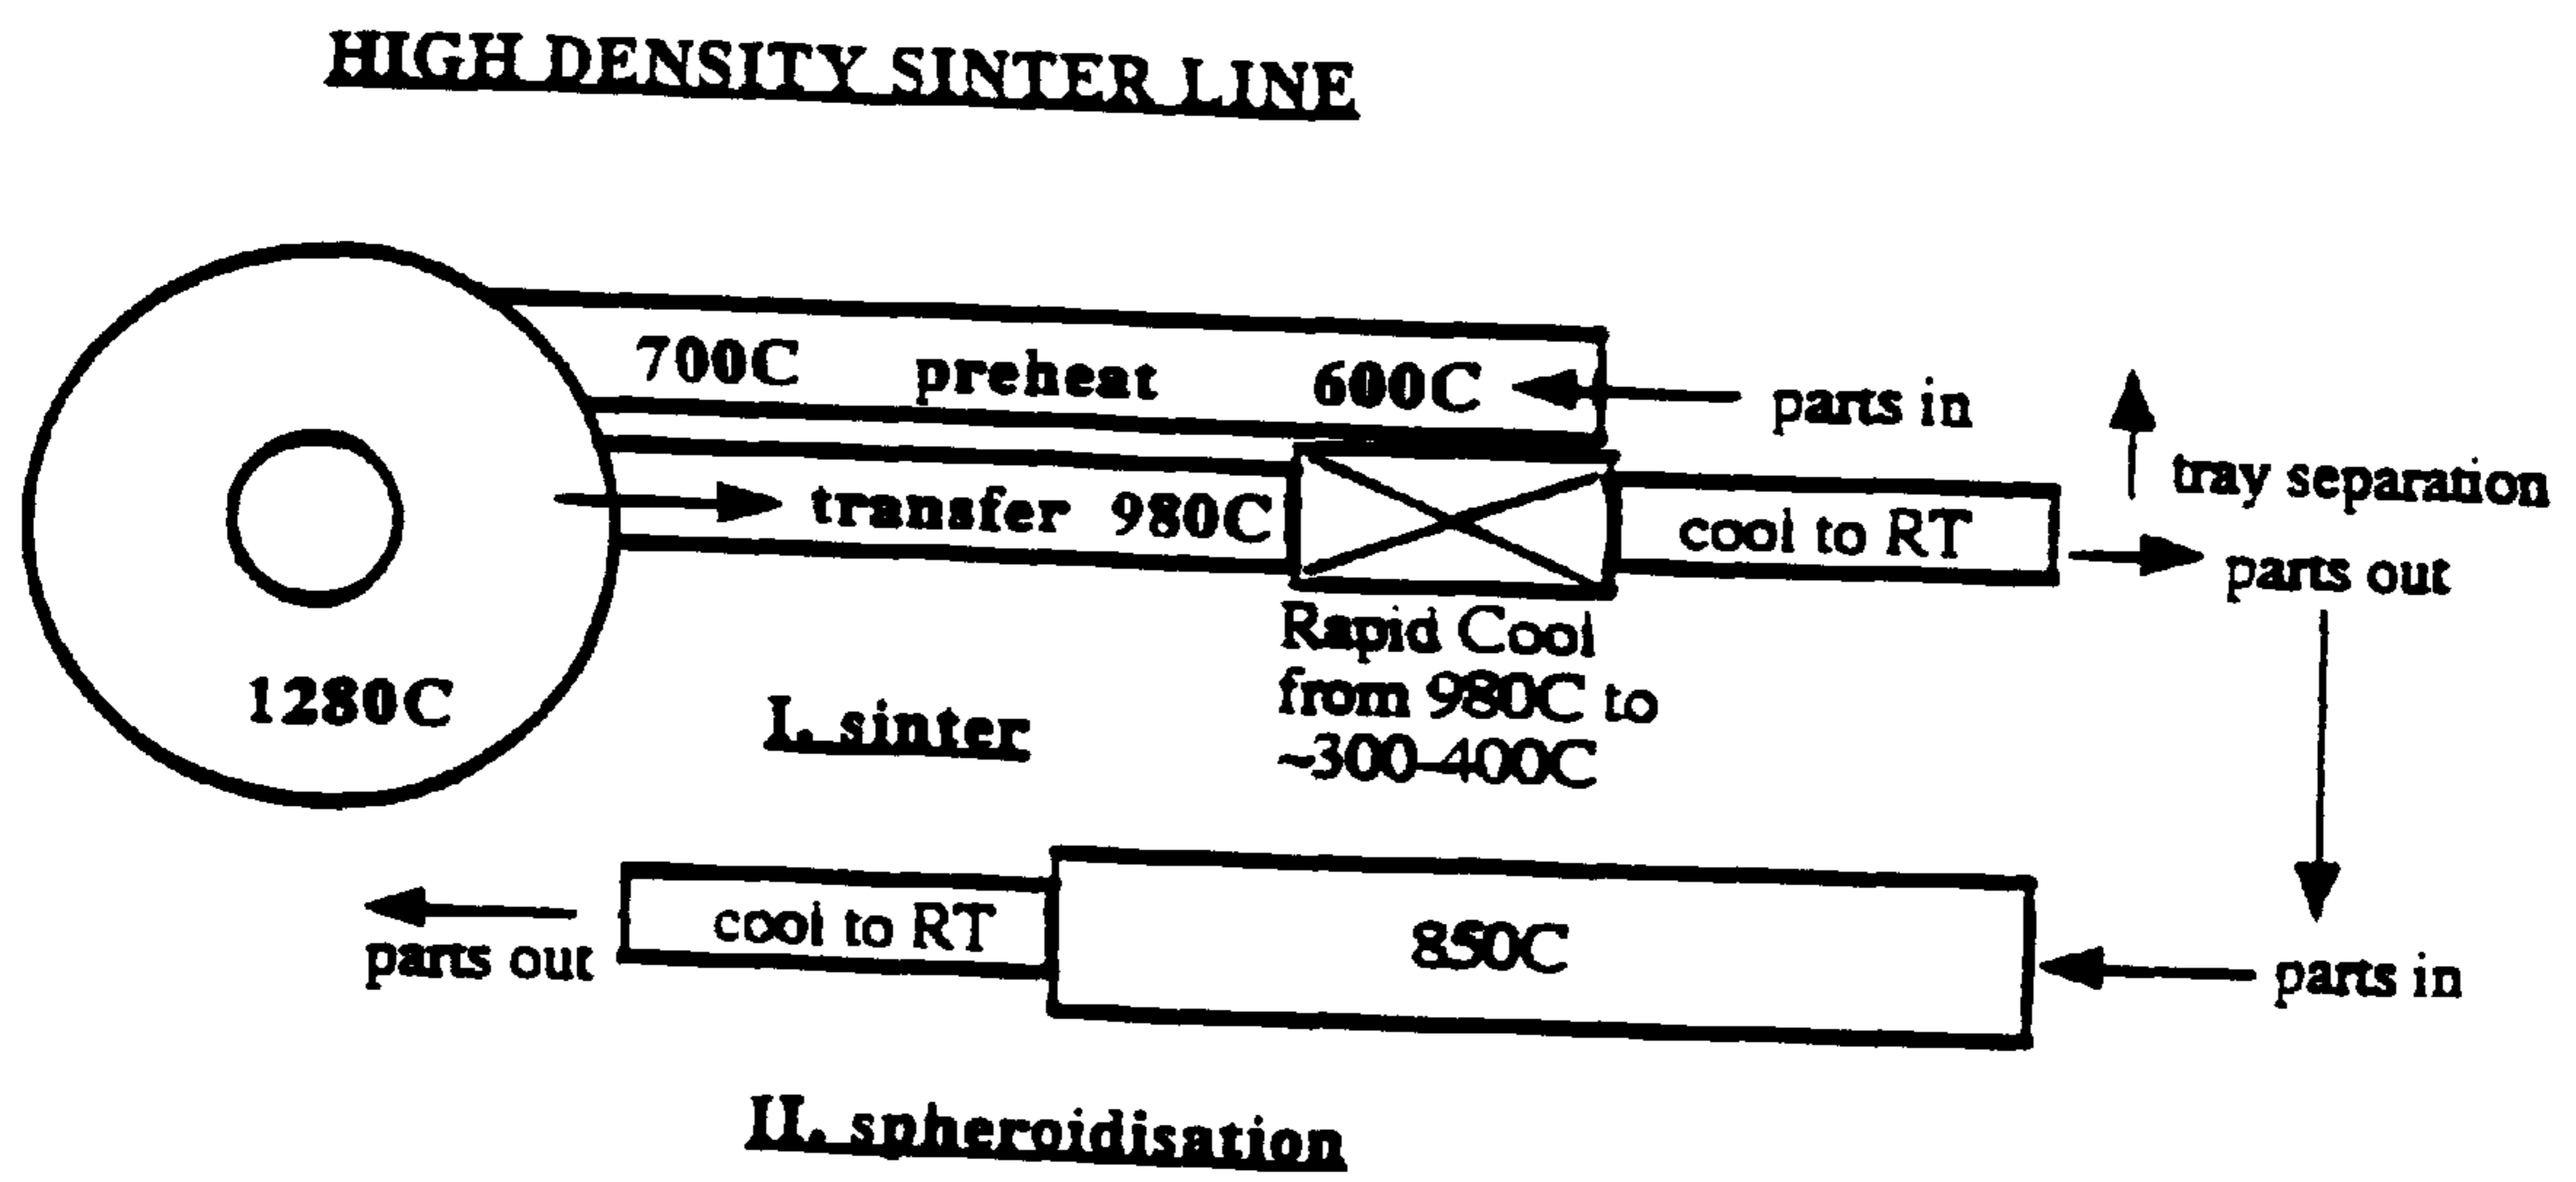 HIGH DENSITY SINTER LINE
700C preheat 600C
parts in
transfer 980C
cool to RT
tray separation
parts out
Rapid Cool
from 980C to
~300-400C
1280C
I. sinter
cool to RT
850C
parts out
parts in
II. spheroidisation